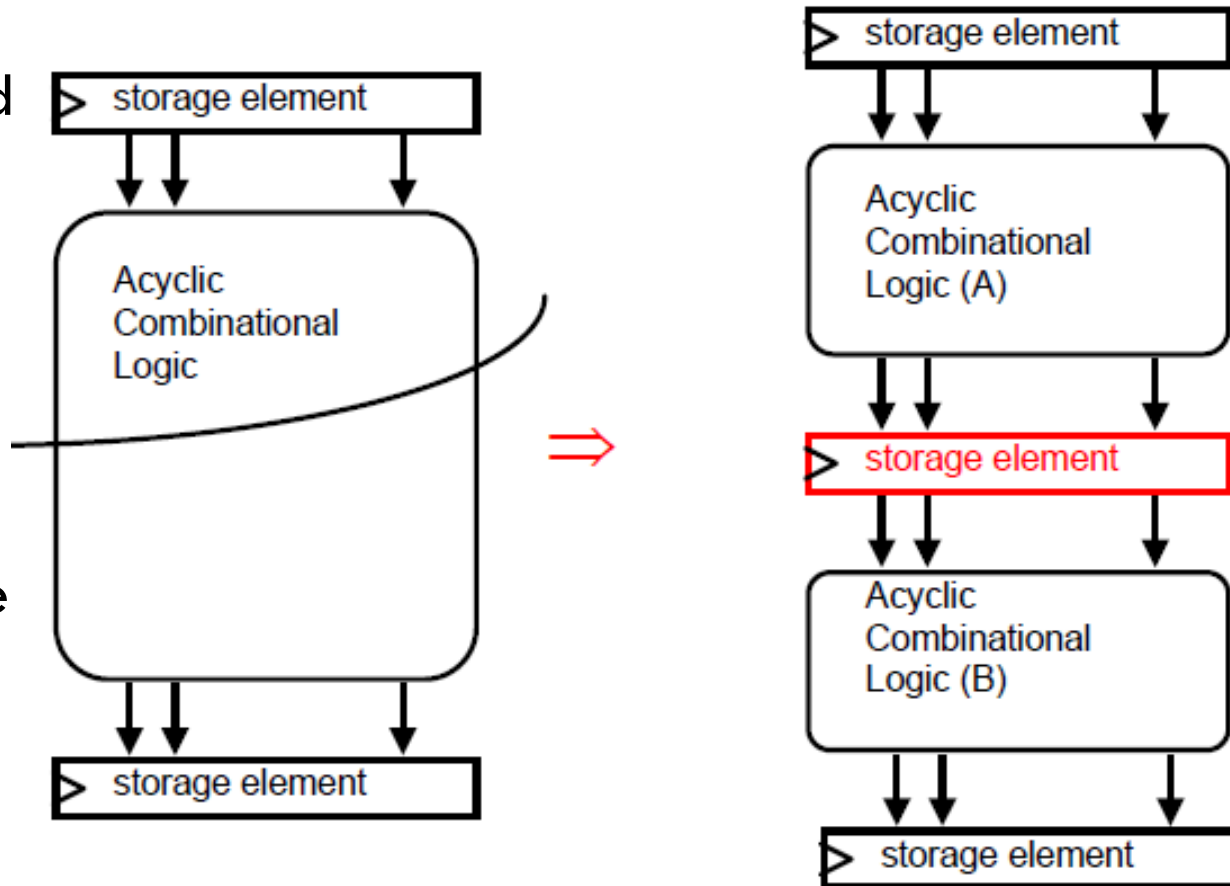 d
storage element
Acyclic
Combinational
Logic
e
storage element
⇒
storage element
Acyclic
Combinational
Logic (A)
storage element
Acyclic
Combinational
Logic (B)
storage element